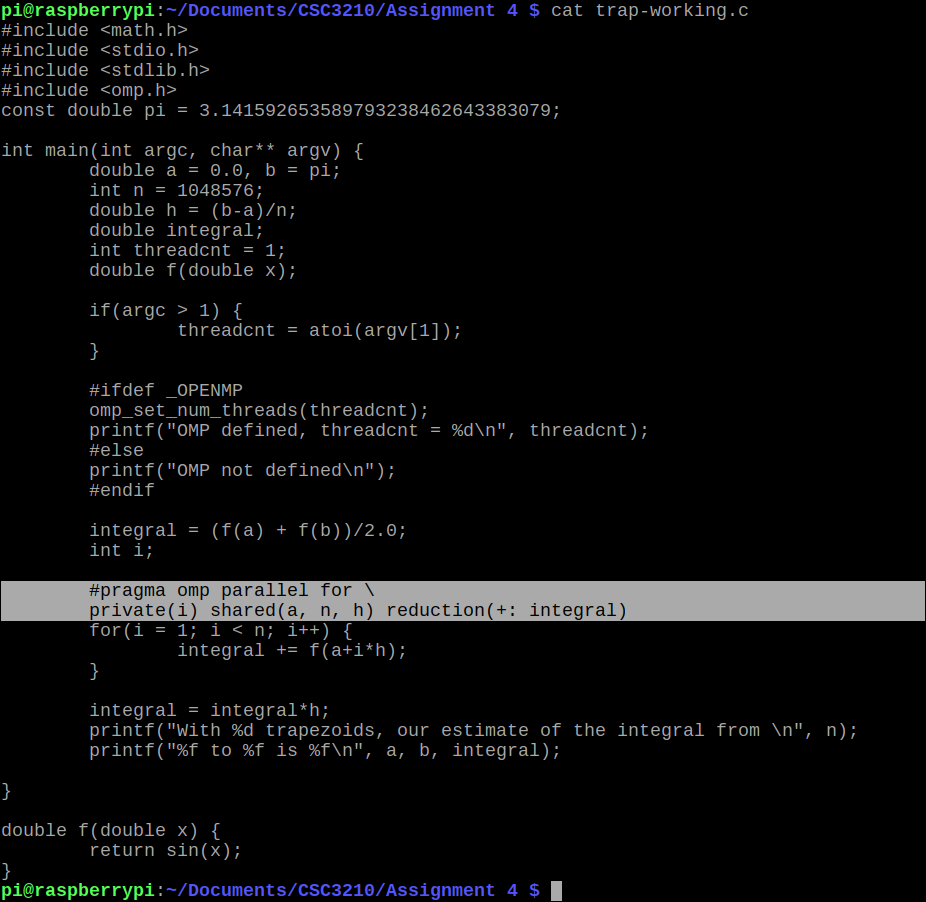 pi@raspberrypi:~/Documents/CSC3210/Assignment 4 $ cat trap-working.c
#include <math.h>
#include <stdio.h>
#include <stdlib.h>
#include <omp.h>
const double pi = 3.141592653589793238462643383079;

int main(int argc, char** argv) {
        double a = 0.0, b = pi;
        int n = 1048576;
        double h = (b-a)/n;
        double integral;
        int threadcnt = 1;
        double f(double x);

        if(argc > 1) {
                threadcnt = atoi(argv[1]);
        }

        #ifdef _OPENMP
        omp_set_num_threads(threadcnt);
        printf("OMP defined, threadcnt = %d\n", threadcnt);
        #else
        printf("OMP not defined\n");
        #endif

        integral = (f(a) + f(b))/2.0;
        int i;

        #pragma omp parallel for \
        private(i) shared(a, n, h) reduction(+: integral)
        for(i = 1; i < n; i++) {
                integral += f(a+i*h);
        }

        integral = integral*h;
        printf("With %d trapezoids, our estimate of the integral from \n", n);
        printf("%f to %f is %f\n", a, b, integral);

}

double f(double x) {
        return sin(x);
}
pi@raspberrypi:~/Documents/CSC3210/Assignment 4 $